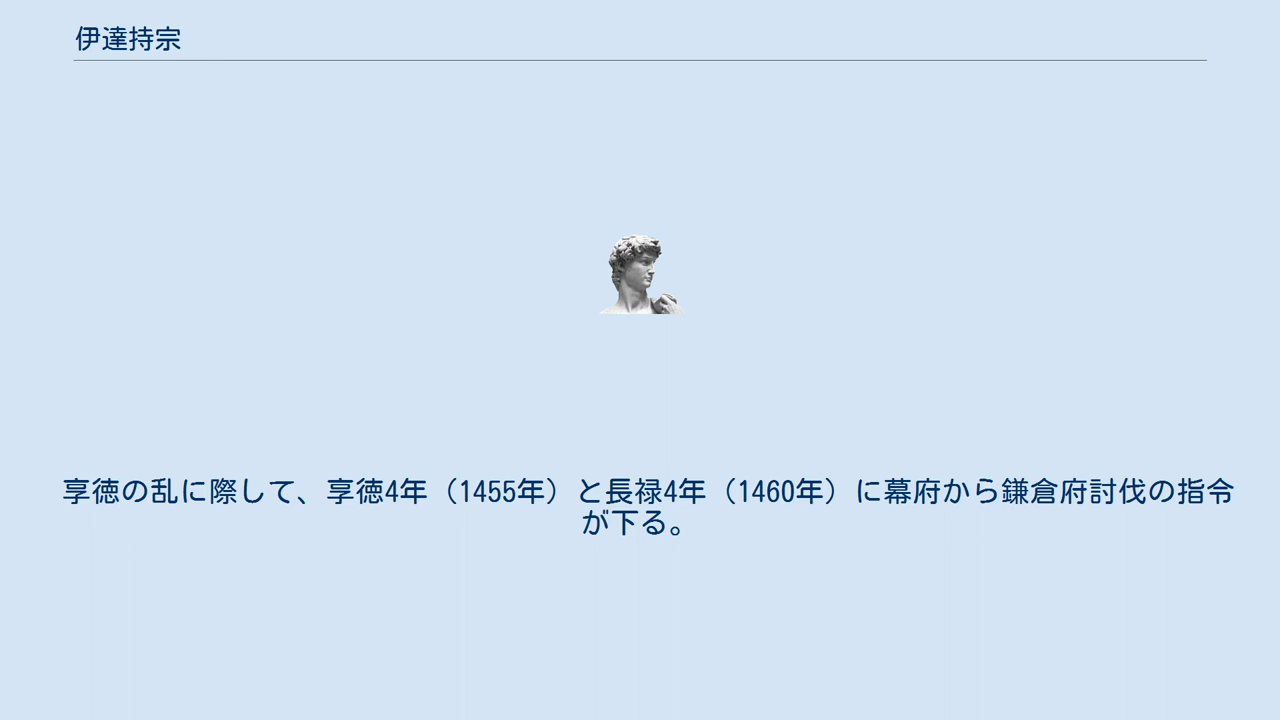 伊達持宗
享徳の乱に際して、享徳4年（1455年）と長禄4年（1460年）に幕府から鎌倉府討伐の指令
が下る。